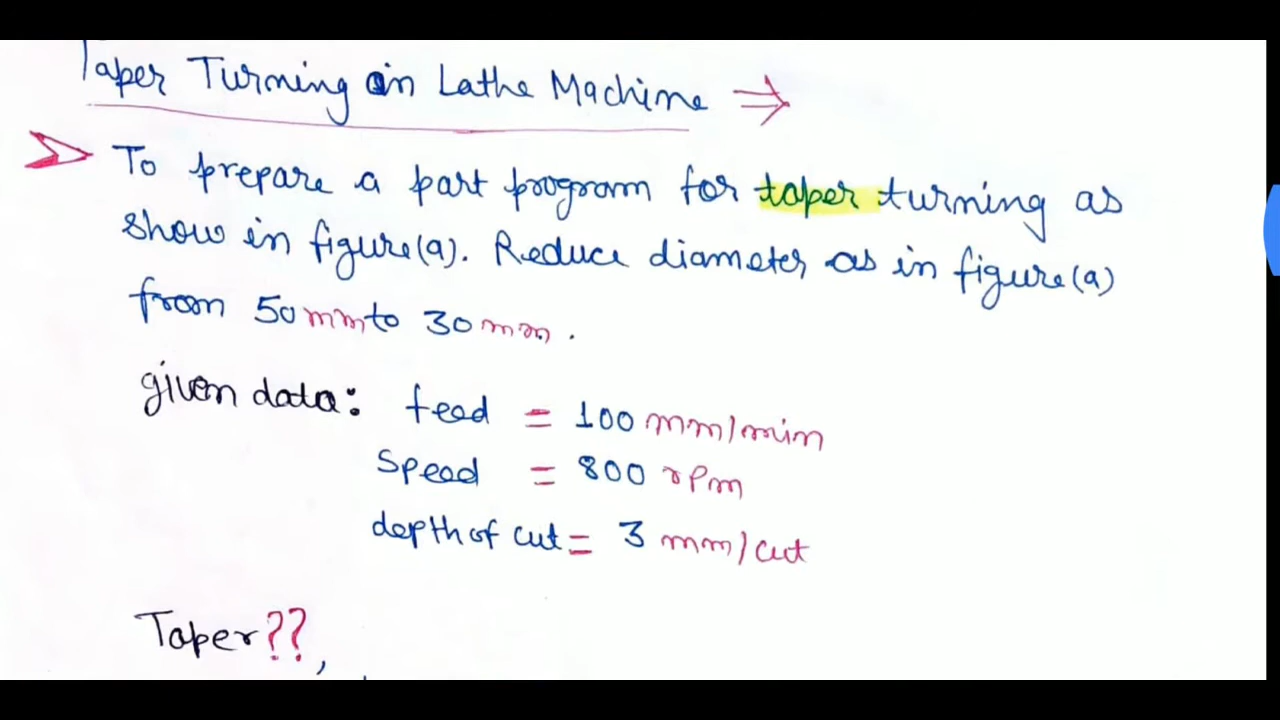 Taper Turning on Lathe Machine ⇒
To prepare a part program for taper turning as
show in figure(a). Reduce diameter as in figure(a)
from 50mm to 30mm.
given data: feed = 100 mm/min
Speed = 800 rpm
depth of cut = 3 mm/cut
Taper??,